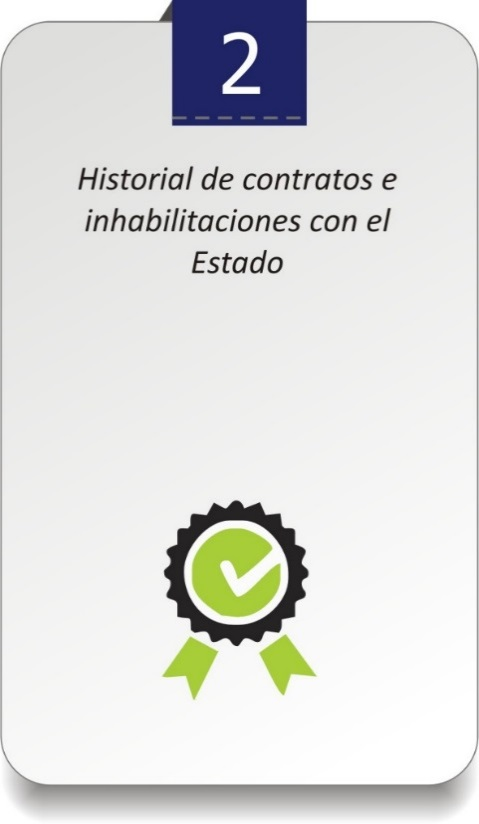 2
Historial de contratos e
inhabilitaciones con el
Estado